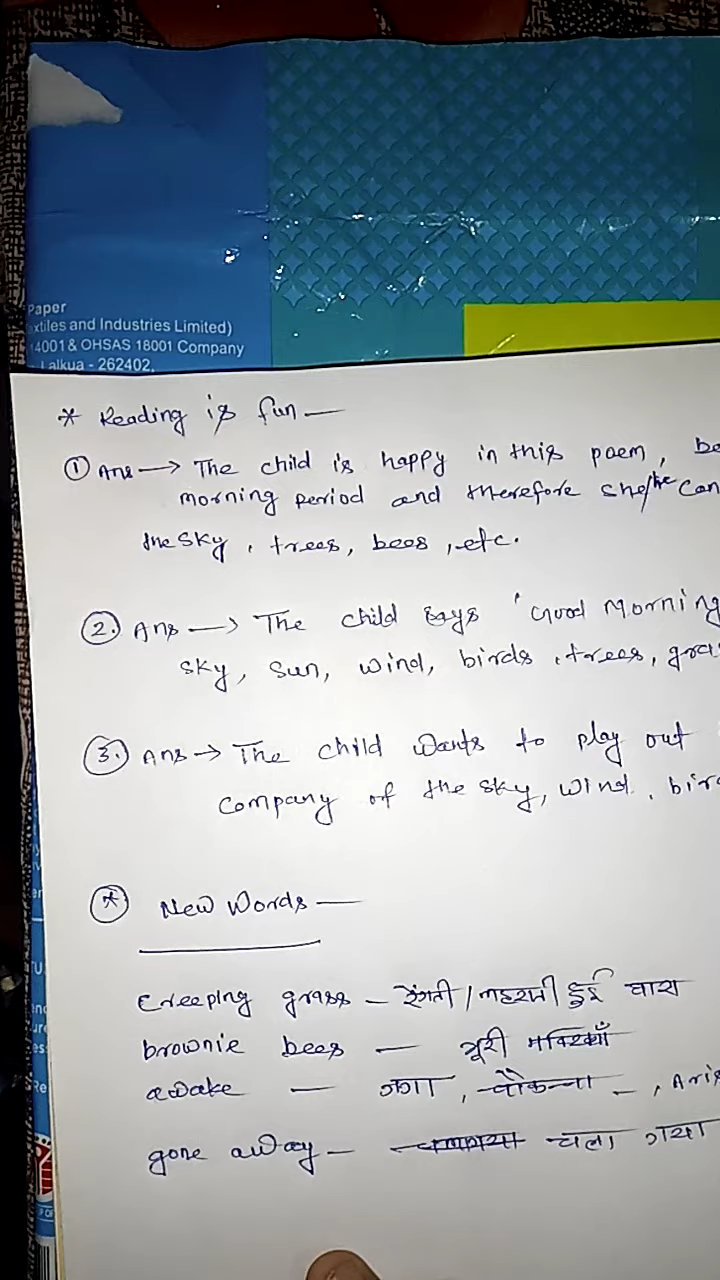 Paper
extiles and Industries Limited)
14001 & OHSAS 18001 Company
Lalkua - 262402,
* Reading is fun —
① Ans → The child is happy in this poem, be
morning period and therefore she/he can
the sky, trees, bees, etc.
②. Ans → The child says 'Good Morning
sky, sun, wind, birds, trees, gra
③. Ans → The child wants to play out
company of the sky, wind, bir
* New Words —
Creeping grass – रेंगती / लहराती हुई घास
brownie bees — भूरी मक्खियाँ
awake — जगा, चौकन्ना –, Aris
gone away – चला गया